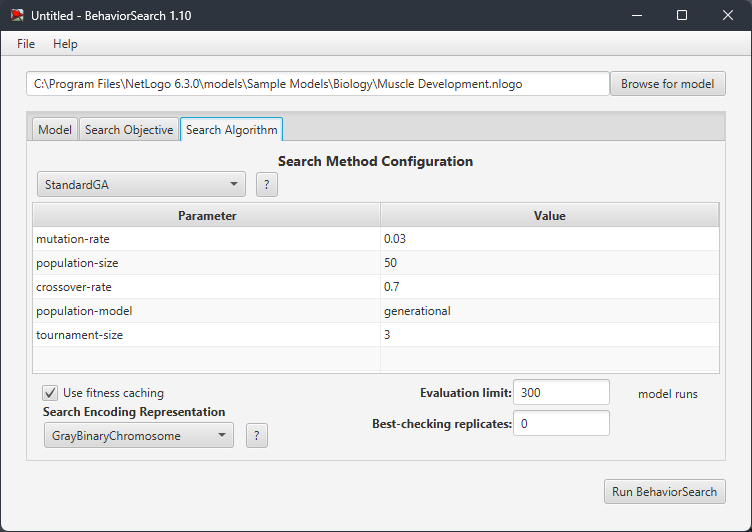 Untitled - BehaviorSearch 1.10
File Help
C:\Program Files\NetLogo 6.3.0\models\Sample Models\Biology\Muscle Development.nlogo Browse for model
Model Search Objective Search Algorithm
Search Method Configuration
StandardGA ?
Parameter Value
mutation-rate 0.03
population-size 50
crossover-rate 0.7
population-model generational
tournament-size 3
Use fitness caching Evaluation limit: 300 model runs
Search Encoding Representation
Best-checking replicates: 0
GrayBinaryChromosome ?
Run BehaviorSearch